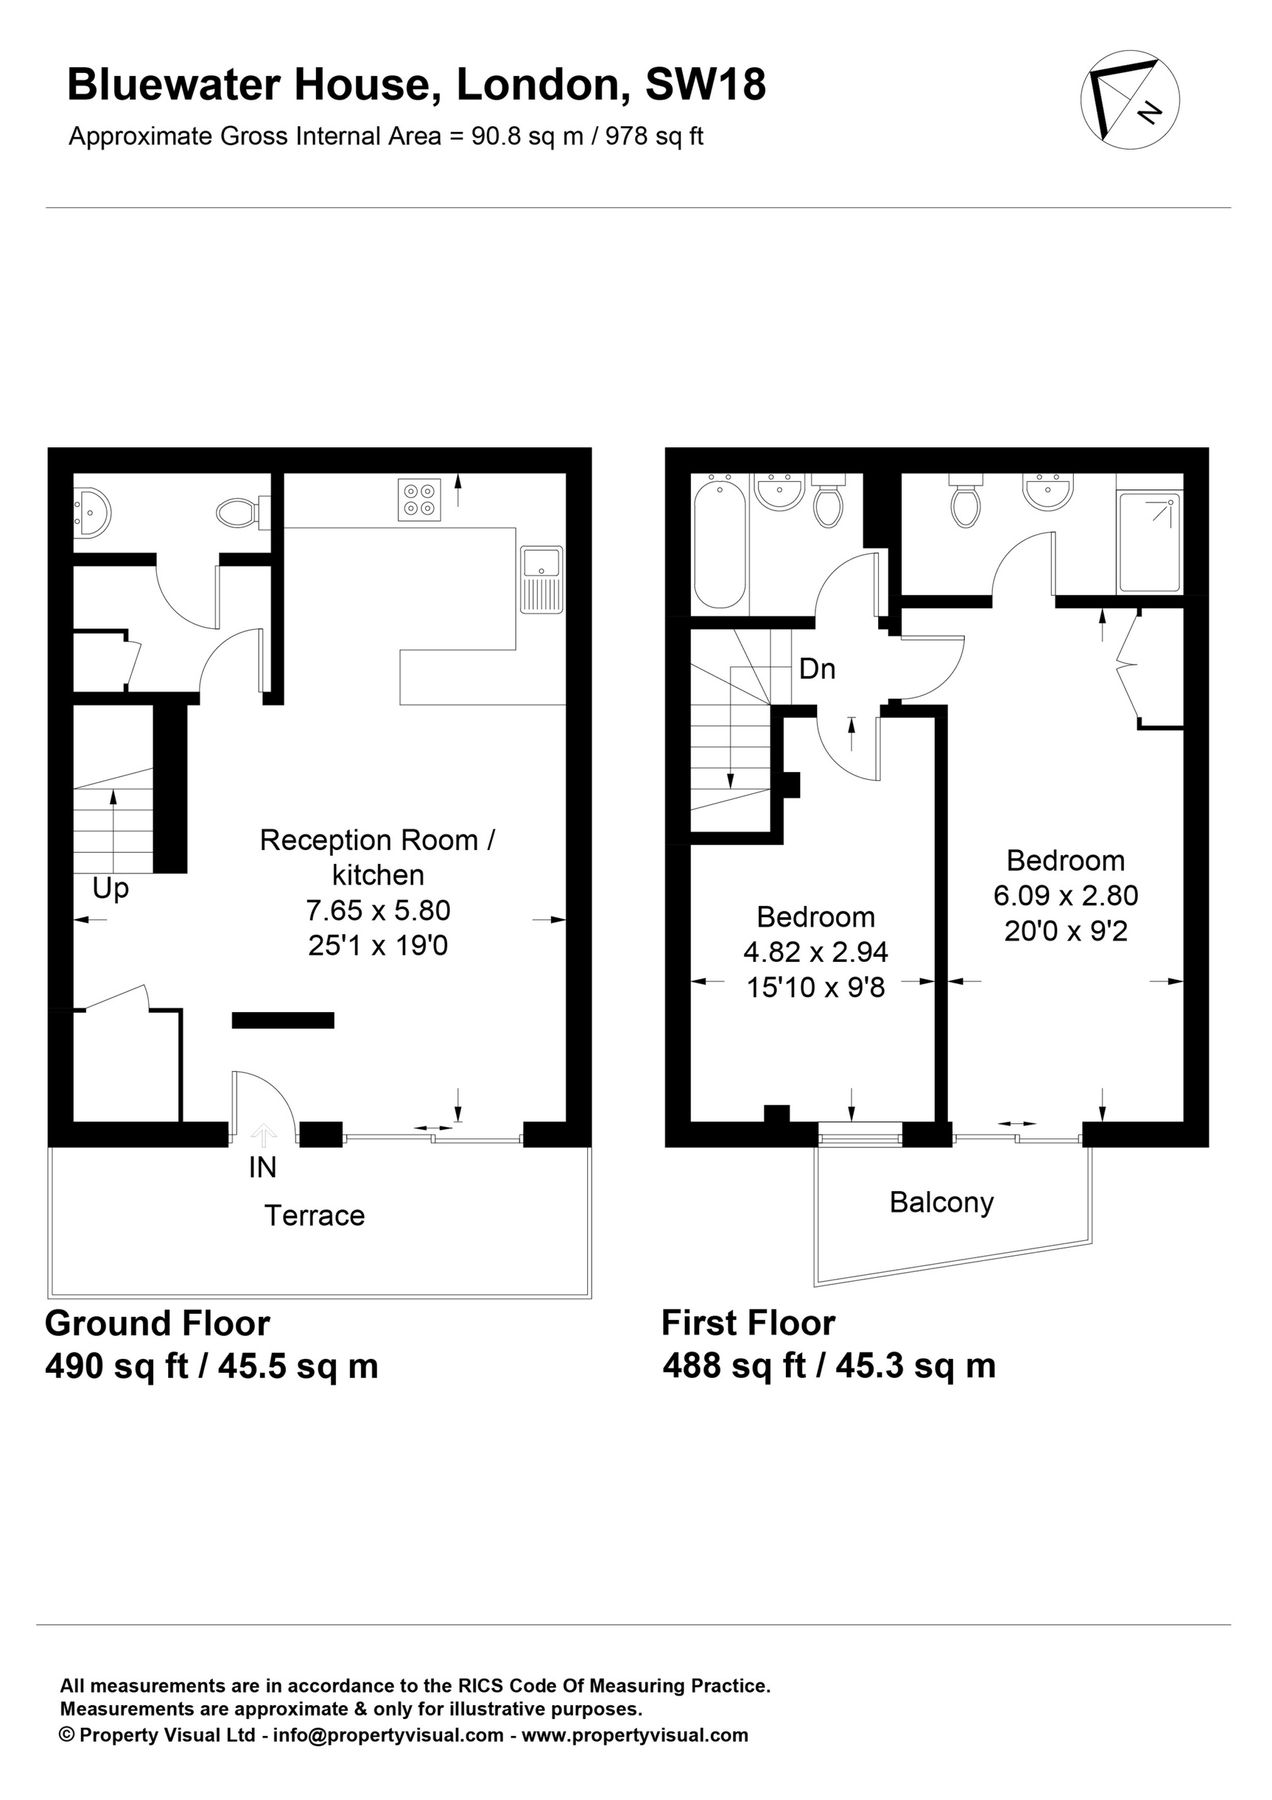 Bluewater House, London, SW18
Approximate Gross Internal Area = 90.8 sq m / 978 sq ft
N
Reception Room /
kitchen
7.65 x 5.80
25'1 x 19'0
Up
IN
Terrace
Ground Floor
490 sq ft / 45.5 sq m
Dn
Bedroom
4.82 x 2.94
15'10 x 9'8
Bedroom
6.09 x 2.80
20'0 x 9'2
Balcony
First Floor
488 sq ft / 45.3 sq m
All measurements are in accordance to the RICS Code Of Measuring Practice.
Measurements are approximate & only for illustrative purposes.
© Property Visual Ltd - info@propertyvisual.com - www.propertyvisual.com